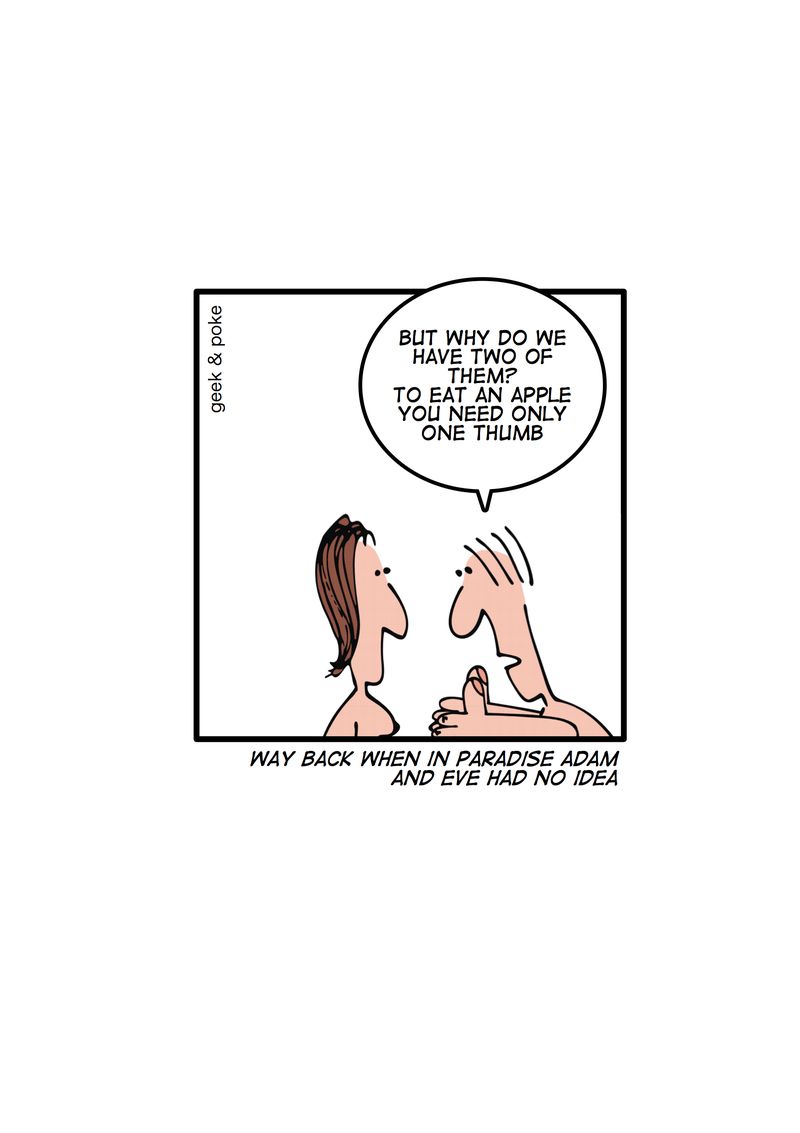 geek & poke
BUT WHY DO WE
HAVE TWO OF
THEM?
TO EAT AN APPLE
YOU NEED ONLY
ONE THUMB
WAY BACK WHEN IN PARADISE ADAM
AND EVE HAD NO IDEA